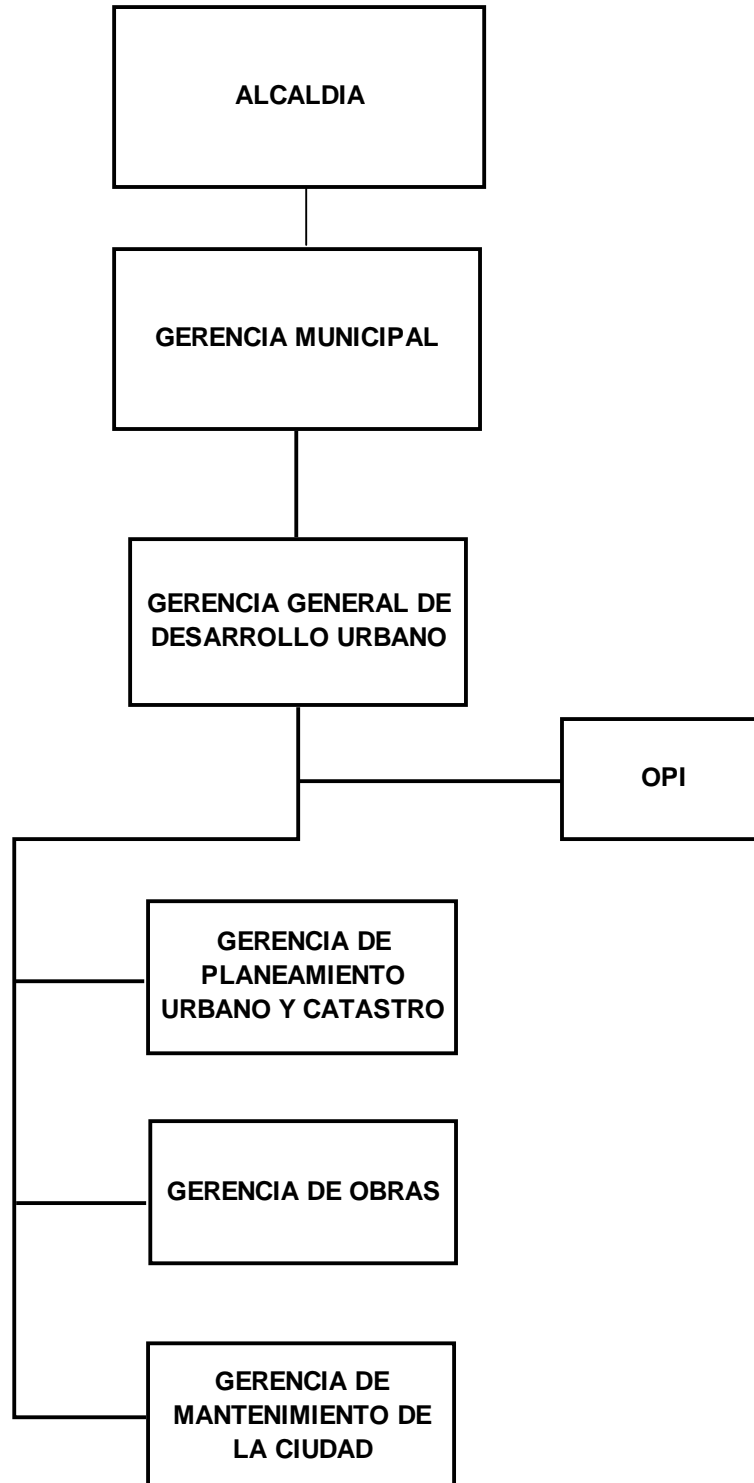 ALCALDIA
GERENCIA MUNICIPAL
GERENCIA GENERAL DE
DESARROLLO URBANO
OPI
GERENCIA DE
PLANEAMIENTO
URBANO Y CATASTRO
GERENCIA DE OBRAS
GERENCIA DE
MANTENIMIENTO DE
LA CIUDAD